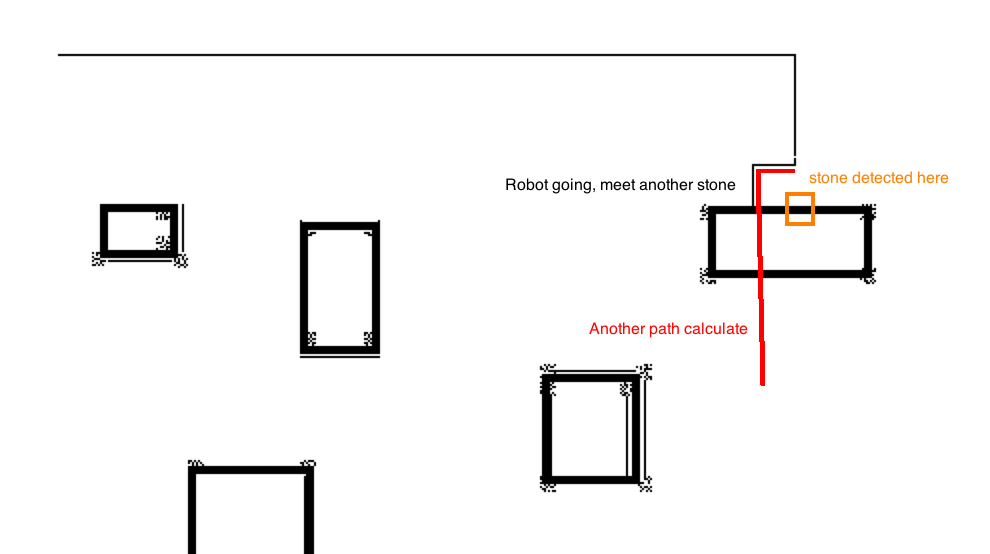 stone detected here
Robot going, meet another stone
Another path calculate